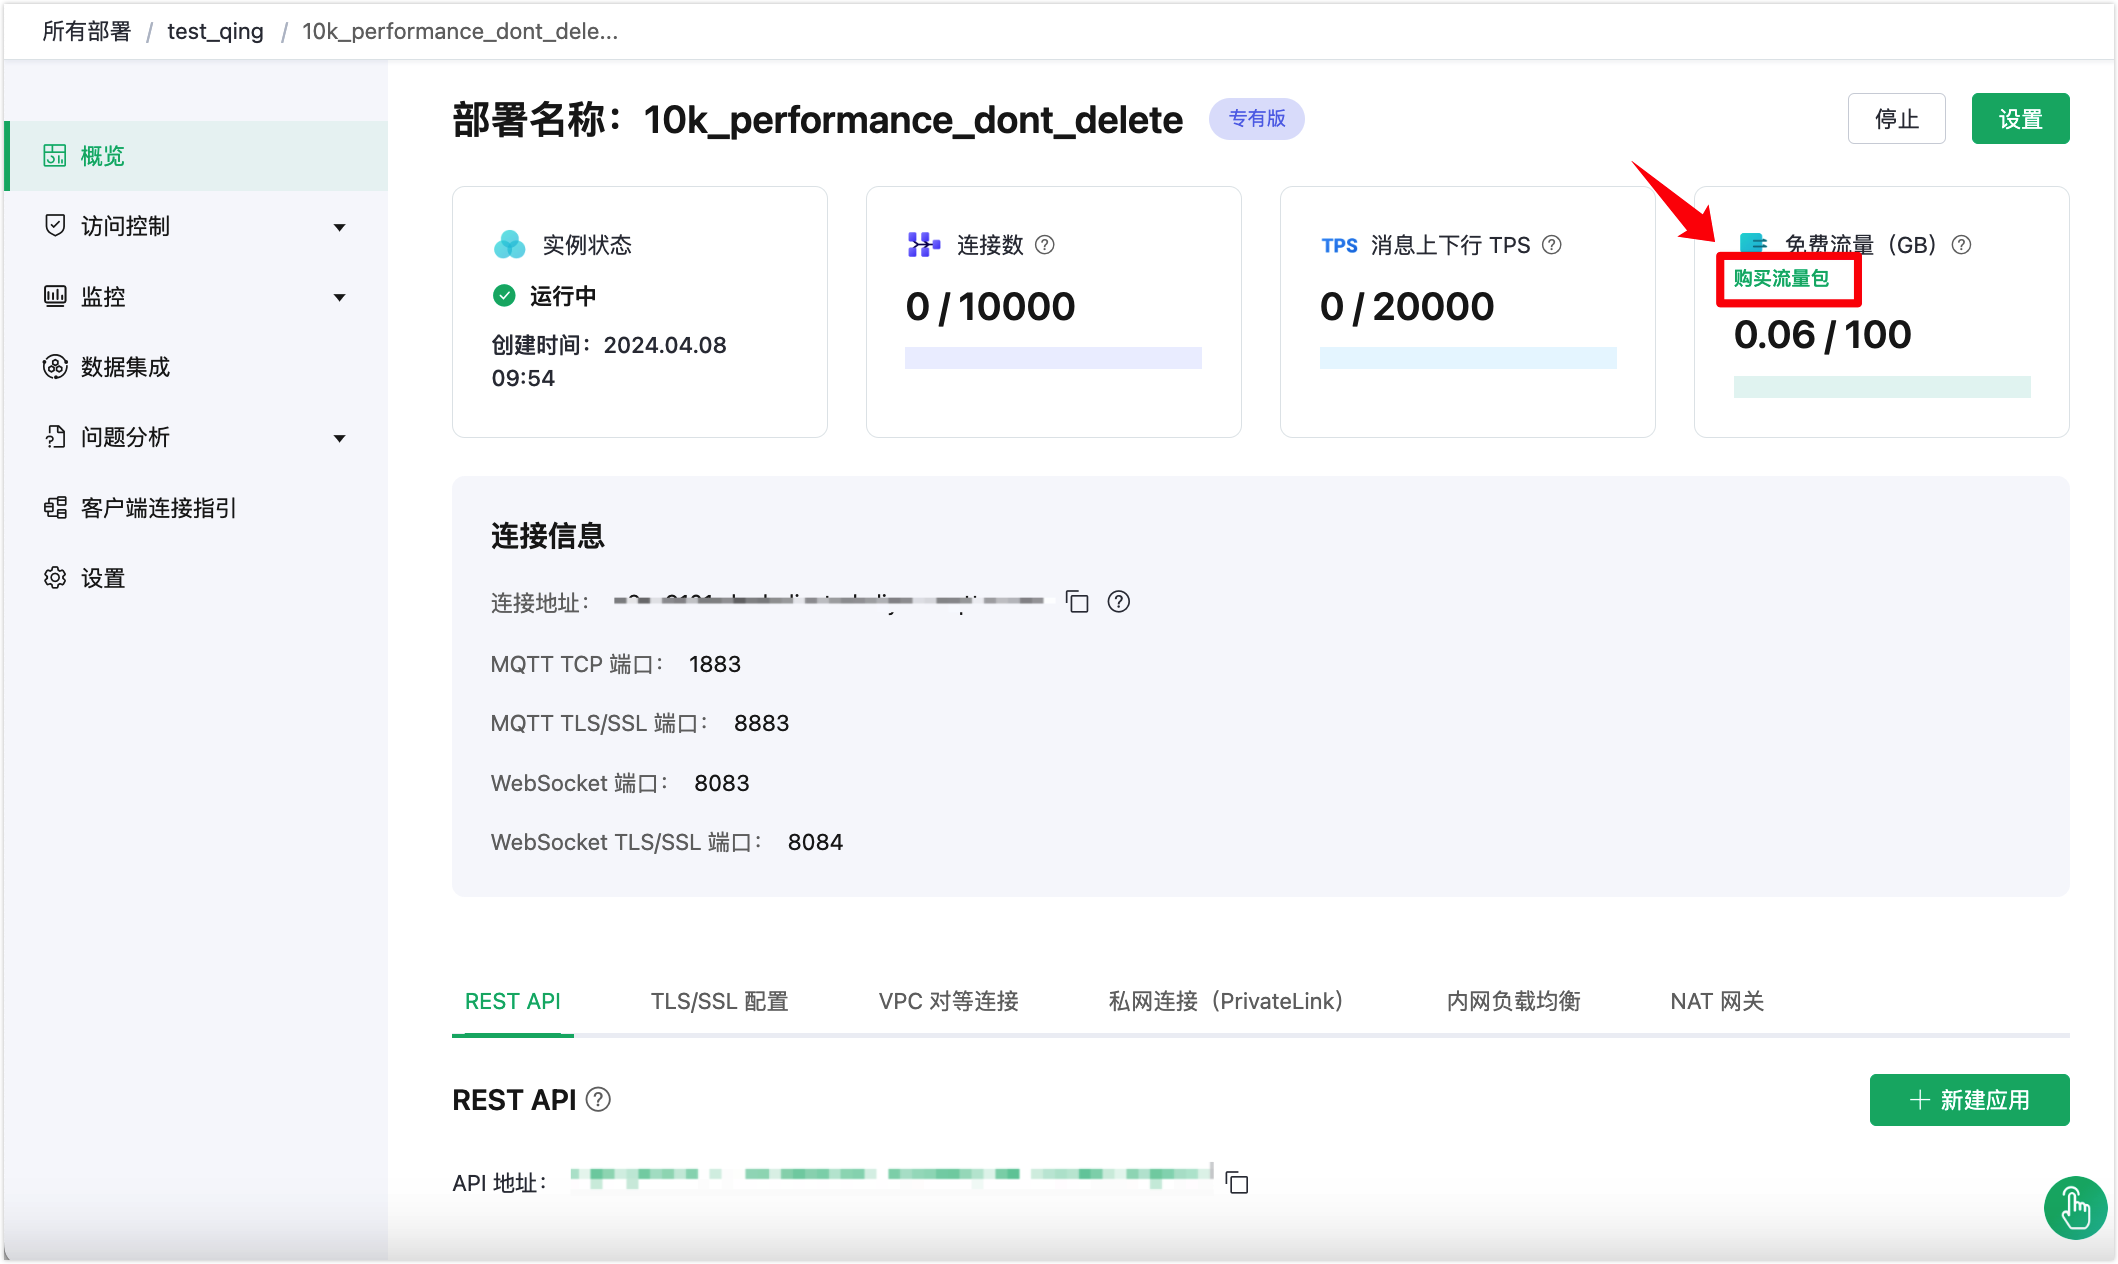 所有部署 / test_qing / 10k_performance_dont_dele...
概览
访问控制
监控
数据集成
问题分析
客户端连接指引
设置
部署名称：10k_performance_dont_delete 专有版
停止
设置
实例状态
运行中
创建时间：2024.04.08
09:54
连接数
0 / 10000
TPS 消息上下行 TPS
0 / 20000
免费流量（GB）
购买流量包
0.06 / 100
连接信息
连接地址：
MQTT TCP 端口： 1883
MQTT TLS/SSL 端口： 8883
WebSocket 端口： 8083
WebSocket TLS/SSL 端口： 8084
REST API
TLS/SSL 配置
VPC 对等连接
私网连接（PrivateLink）
内网负载均衡
NAT 网关
REST API
新建应用
API 地址：